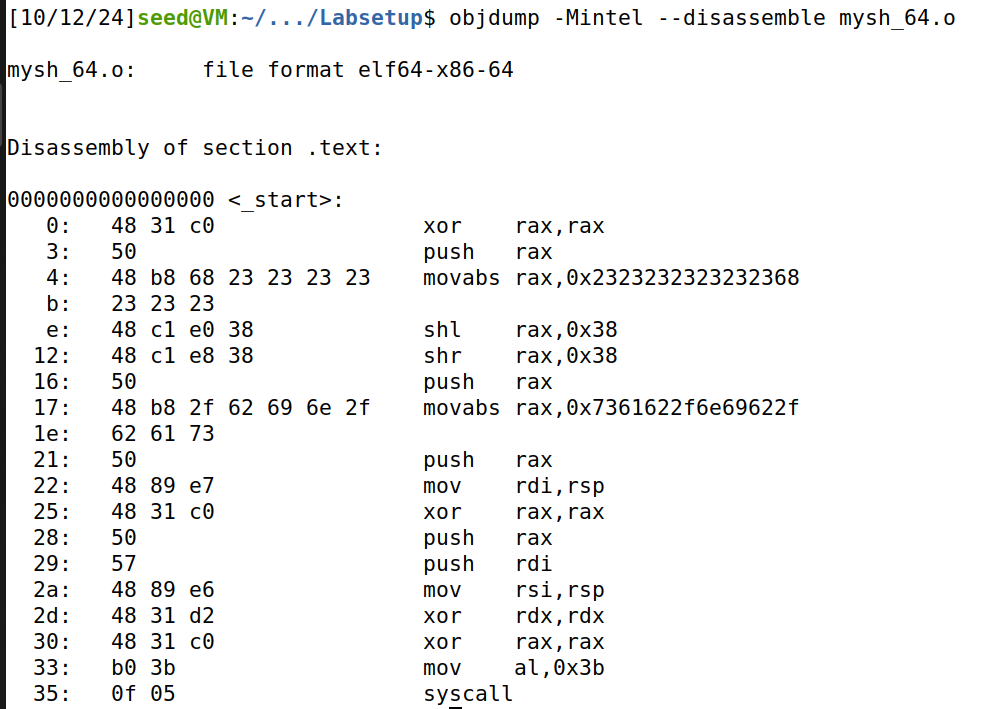 [10/12/24]seed@VM:~/.../Labsetup$ objdump -Mintel --disassemble mysh_64.o
mysh_64.o:     file format elf64-x86-64
Disassembly of section .text:
0000000000000000 <_start>:
   0:   48 31 c0                xor    rax,rax
   3:   50                      push   rax
   4:   48 b8 68 23 23 23 23    movabs rax,0x2323232323232368
   b:   23 23 23
   e:   48 c1 e0 38             shl    rax,0x38
  12:   48 c1 e8 38             shr    rax,0x38
  16:   50                      push   rax
  17:   48 b8 2f 62 69 6e 2f    movabs rax,0x7361622f6e69622f
  1e:   62 61 73
  21:   50                      push   rax
  22:   48 89 e7                mov    rdi,rsp
  25:   48 31 c0                xor    rax,rax
  28:   50                      push   rax
  29:   57                      push   rdi
  2a:   48 89 e6                mov    rsi,rsp
  2d:   48 31 d2                xor    rdx,rdx
  30:   48 31 c0                xor    rax,rax
  33:   b0 3b                   mov    al,0x3b
  35:   0f 05                   syscall